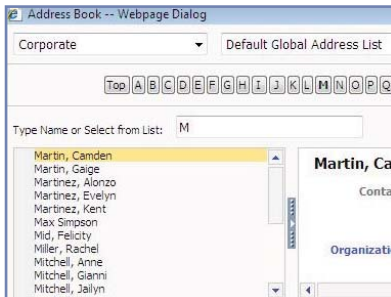 Address Book -- Webpage Dialog
Corporate
Default Global Address List
Top A B C D E F G H I J K L M N O P Q
Type Name or Select from List: M
Martin, Camden
Martin, Gaige
Martinez, Alonzo
Martinez, Evelyn
Martinez, Kent
Max Simpson
Mid, Felicity
Miller, Rachel
Mitchell, Anne
Mitchell, Gianni
Mitchell, Jailyn
Martin, Ca
Conta
Organizati